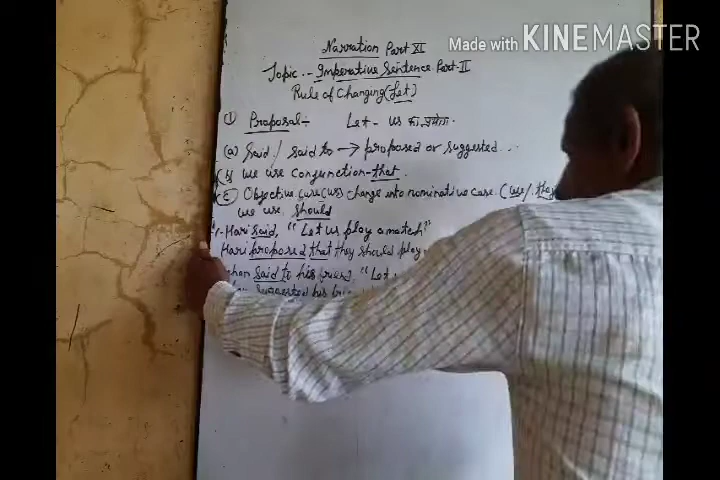 Made with KINEMASTER
Narration Part XI
Topic .. Imperative Sentence Part-II
Rule of Changing (Let)
① Proposal:- Let - us का प्रयोग.
(a) Said / Said to → proposed or suggested...
we use conjunction - that.
Objective case (us) change into nominative case. (we /
we use should
Hari said, "Let us play a match"
Hari proposed that they should play
said to his friend, "Let
suggested his